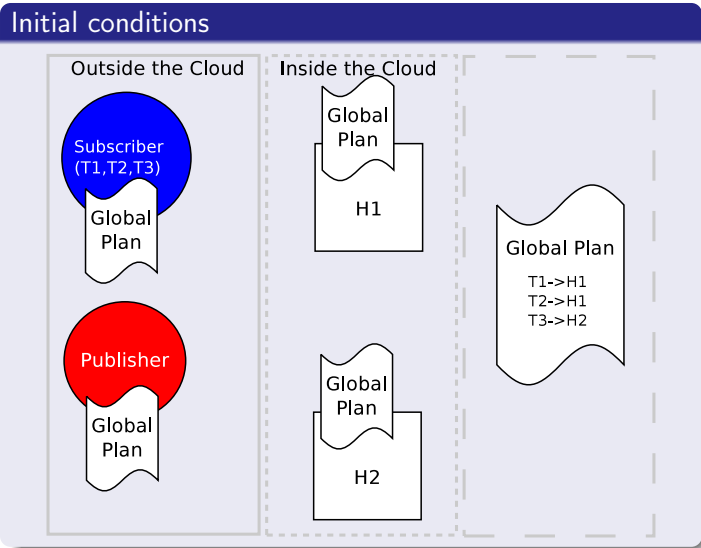 Initial conditions
Outside the Cloud
Subscriber
(T1,T2,T3)
Global
Plan
Publisher
Global
Plan
Inside the Cloud
Global
Plan
H1
Global
Plan
H2
Global Plan
T1->H1
T2->H1
T3->H2